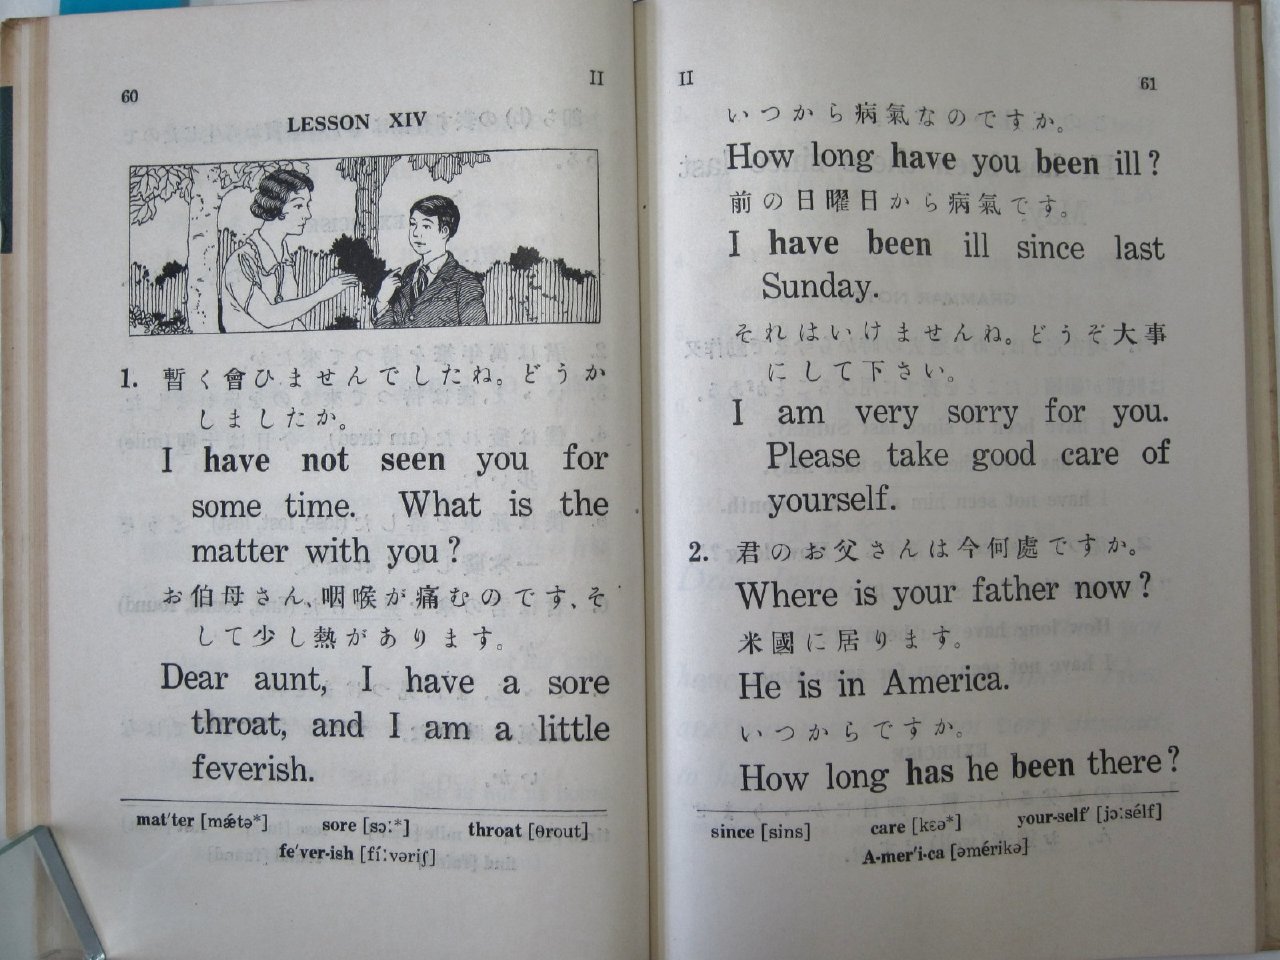 60
II
LESSON XIV
1. 暫く會ひませんでしたね。どうか
しましたか。
I have not seen you for
some time. What is the
matter with you?
お伯母さん、咽喉が痛むのです、そ
して少し熱があります。
Dear aunt, I have a sore
throat, and I am a little
feverish.
mat′ter [mǽtə*] sore [sɔː*] throat [θrout]
fe′ver-ish [fíːvəriʃ]
II
61
いつから病氣なのですか。
How long have you been ill?
前の日曜日から病氣です。
I have been ill since last
Sunday.
それはいけませんね。どうぞ大事
にして下さい。
I am very sorry for you.
Please take good care of
yourself.
2. 君のお父さんは今何處ですか。
Where is your father now?
米國に居ります。
He is in America.
いつからですか。
How long has he been there?
since [sins] care [kɛə*] your-self′ [jɔːsélf]
A-mer′i-ca [əmérikə]